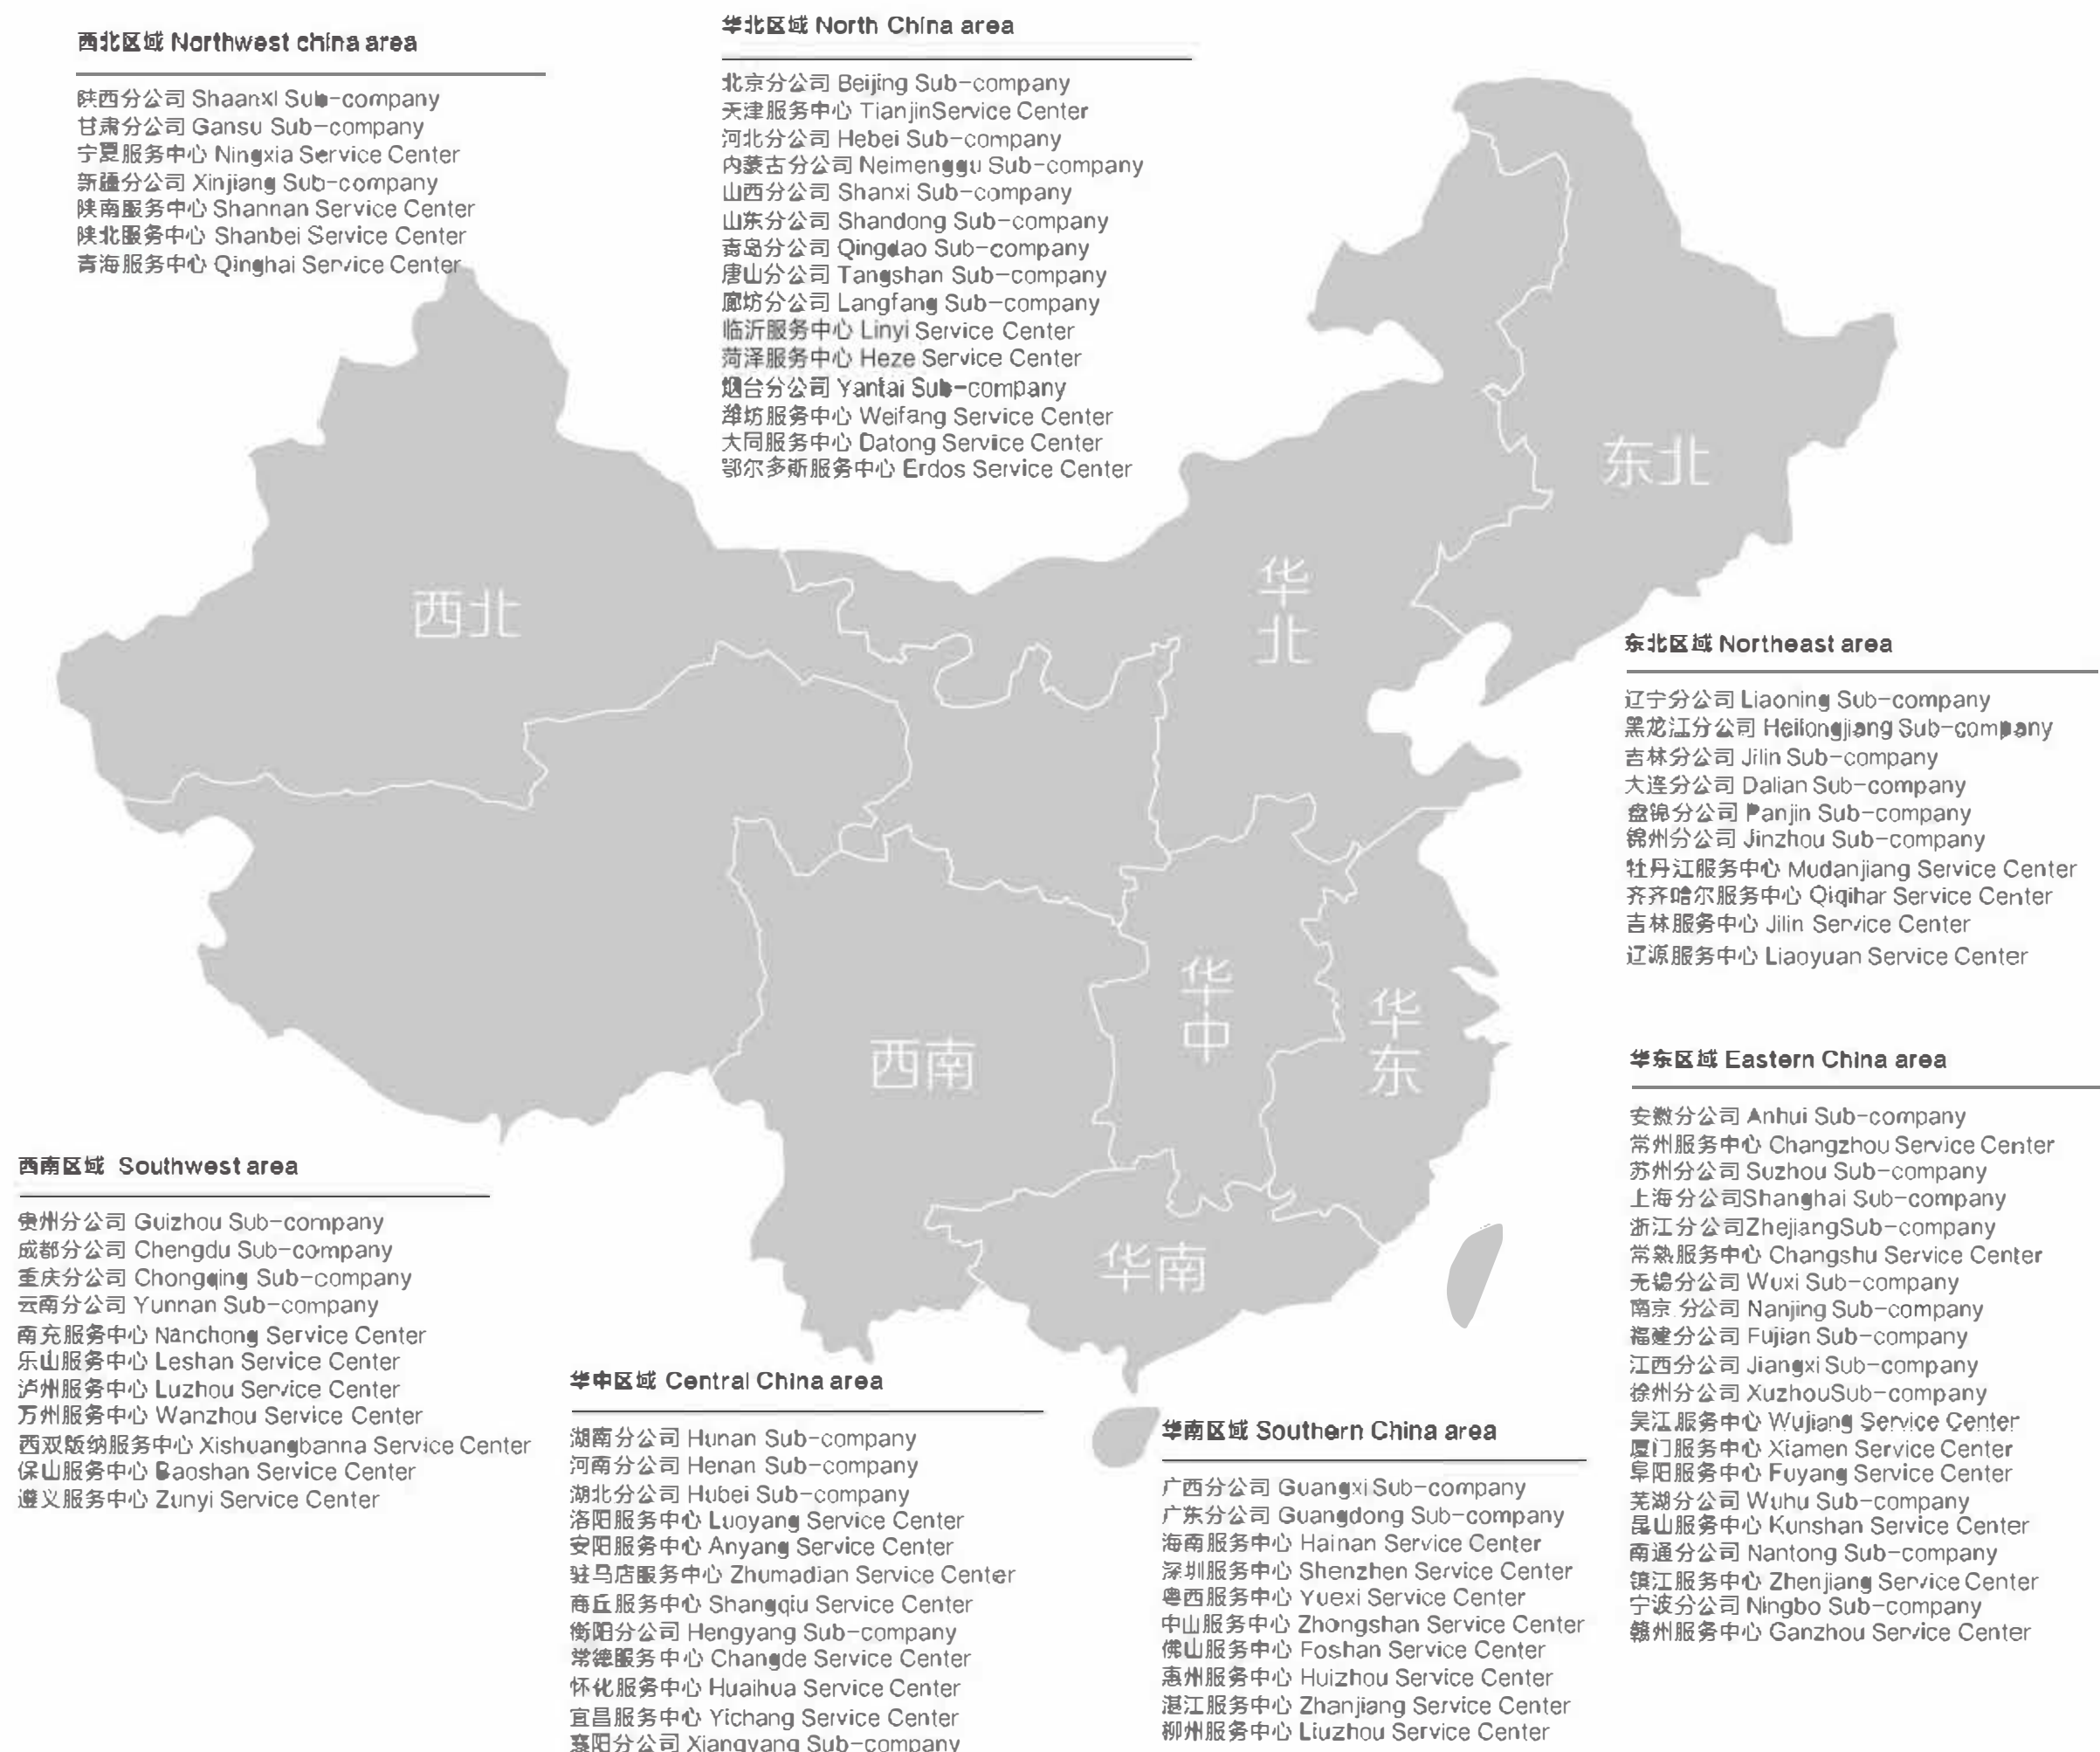 西北区域 Northwest china area
陕西分公司 Shaanxi Sub-company
甘肃分公司 Gansu Sub-company
宁夏服务中心 Ningxia Service Center
新疆分公司 Xinjiang Sub-company
陕南服务中心 Shannan Service Center
陕北服务中心 Shanbei Service Center
青海服务中心 Qinghai Service Center
华北区域 North China area
北京分公司 Beijing Sub-company
天津服务中心 TianjinService Center
河北分公司 Hebei Sub-company
内蒙古分公司 Neimenggu Sub-company
山西分公司 Shanxi Sub-company
山东分公司 Shandong Sub-company
青岛分公司 Qingdao Sub-company
唐山分公司 Tangshan Sub-company
廊坊分公司 Langfang Sub-company
临沂服务中心 Linyi Service Center
菏泽服务中心 Heze Service Center
烟台分公司 Yantai Sub-company
潍坊服务中心 Weifang Service Center
大同服务中心 Datong Service Center
鄂尔多斯服务中心 Erdos Service Center
东北
西北
华北
华中
华东
西南
华南
东北区域 Northeast area
辽宁分公司 Liaoning Sub-company
黑龙江分公司 Heilongjiang Sub-company
吉林分公司 Jilin Sub-company
大连分公司 Dalian Sub-company
盘锦分公司 Panjin Sub-company
锦州分公司 Jinzhou Sub-company
牡丹江服务中心 Mudanjiang Service Center
齐齐哈尔服务中心 Qiqihar Service Center
吉林服务中心 Jilin Service Center
辽源服务中心 Liaoyuan Service Center
华东区域 Eastern China area
安徽分公司 Anhui Sub-company
常州服务中心 Changzhou Service Center
苏州分公司 Suzhou Sub-company
上海分公司Shanghai Sub-company
浙江分公司ZhejiangSub-company
常熟服务中心 Changshu Service Center
无锡分公司 Wuxi Sub-company
南京 分公司 Nanjing Sub-company
福建分公司 Fujian Sub-company
江西分公司 Jiangxi Sub-company
徐州分公司 XuzhouSub-company
吴江服务中心 Wujiang Service Center
厦门服务中心 Xiamen Service Center
阜阳服务中心 Fuyang Service Center
芜湖分公司 Wuhu Sub-company
昆山服务中心 Kunshan Service Center
南通分公司 Nantong Sub-company
镇江服务中心 Zhenjiang Service Center
宁波分公司 Ningbo Sub-company
赣州服务中心 Ganzhou Service Center
西南区域 Southwest area
贵州分公司 Guizhou Sub-company
成都分公司 Chengdu Sub-company
重庆分公司 Chongqing Sub-company
云南分公司 Yunnan Sub-company
南充服务中心 Nanchong Service Center
乐山服务中心 Leshan Service Center
泸州服务中心 Luzhou Service Center
万州服务中心 Wanzhou Service Center
西双版纳服务中心 Xishuangbanna Service Center
保山服务中心 Baoshan Service Center
遵义服务中心 Zunyi Service Center
华中区域 Central China area
湖南分公司 Hunan Sub-company
河南分公司 Henan Sub-company
湖北分公司 Hubei Sub-company
洛阳服务中心 Luoyang Service Center
安阳服务中心 Anyang Service Center
驻马店服务中心 Zhumadian Service Center
商丘服务中心 Shangqiu Service Center
衡阳分公司 Hengyang Sub-company
常德服务中心 Changde Service Center
怀化服务中心 Huaihua Service Center
宜昌服务中心 Yichang Service Center
襄阳分公司 Xiangyang Sub-company
华南区域 Southern China area
广西分公司 Guangxi Sub-company
广东分公司 Guangdong Sub-company
海南服务中心 Hainan Service Center
深圳服务中心 Shenzhen Service Center
粤西服务中心 Yuexi Service Center
中山服务中心 Zhongshan Service Center
佛山服务中心 Foshan Service Center
惠州服务中心 Huizhou Service Center
湛江服务中心 Zhanjiang Service Center
柳州服务中心 Liuzhou Service Center